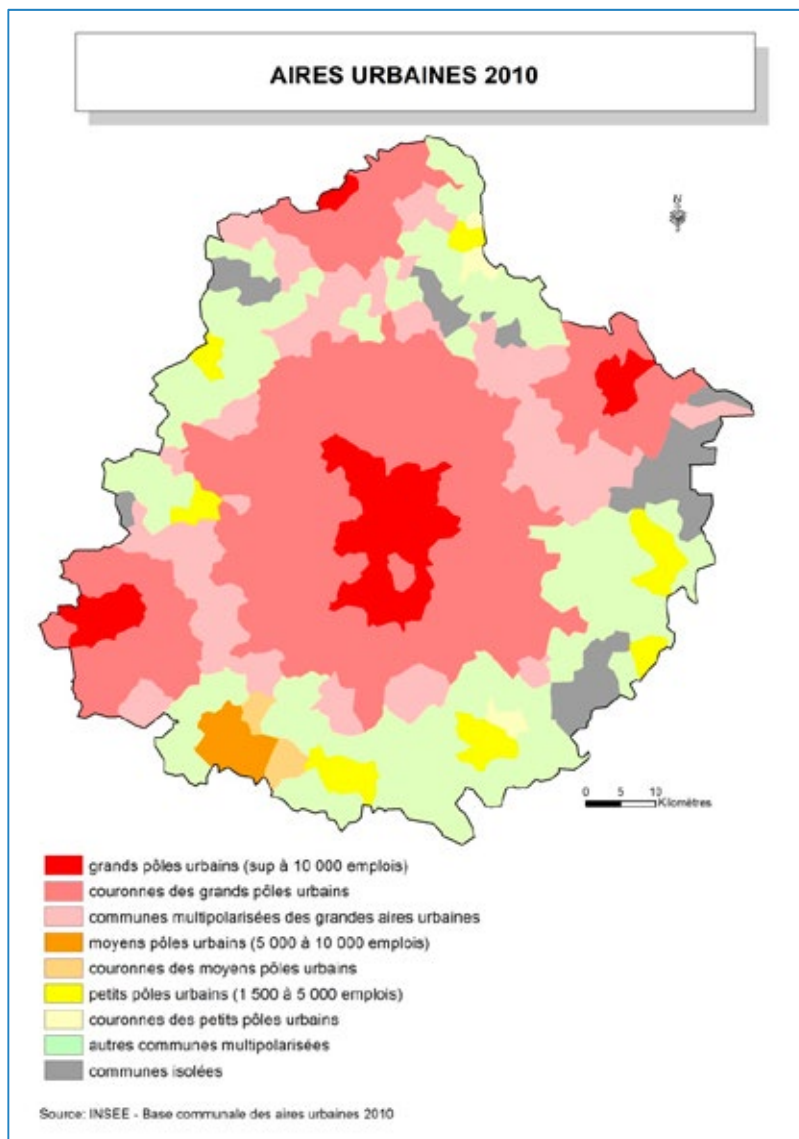 AIRES URBAINES 2010
N
0 5 10
Kilomètres
grands pôles urbains (sup à 10 000 emplois)
couronnes des grands pôles urbains
communes multipolarisées des grandes aires urbaines
moyens pôles urbains (5 000 à 10 000 emplois)
couronnes des moyens pôles urbains
petits pôles urbains (1 500 à 5 000 emplois)
couronnes des petits pôles urbains
autres communes multipolarisées
communes isolées
Source: INSEE - Base communale des aires urbaines 2010